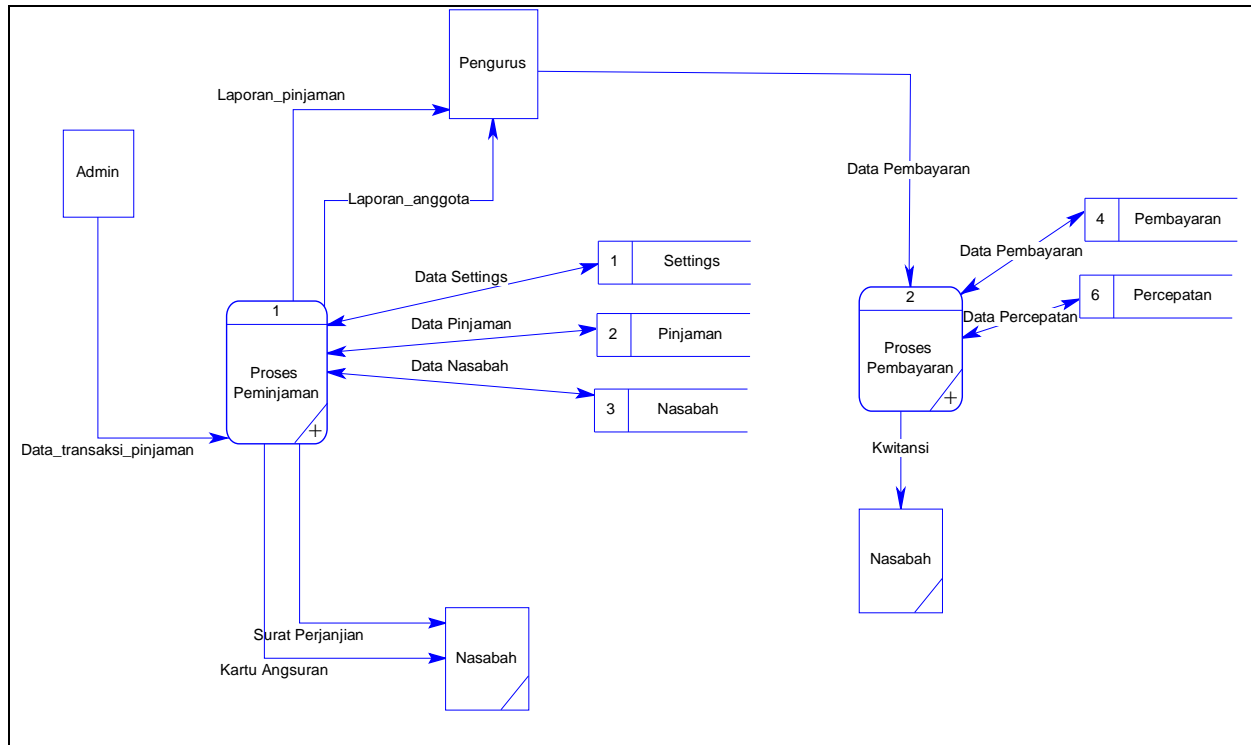 Pengurus
Laporan_pinjaman
Admin
Data Pembayaran
Laporan_anggota
4 Pembayaran
Data Pembayaran
1 Settings
Data Settings
6 Percepatan
1
2
Data Percepatan
Data Pinjaman
2 Pinjaman
Proses
Pembayaran
Data Nasabah
Proses
Peminjaman
3 Nasabah
+
+
Data_transaksi_pinjaman
Kwitansi
Nasabah
Surat Perjanjian
Nasabah
Kartu Angsuran